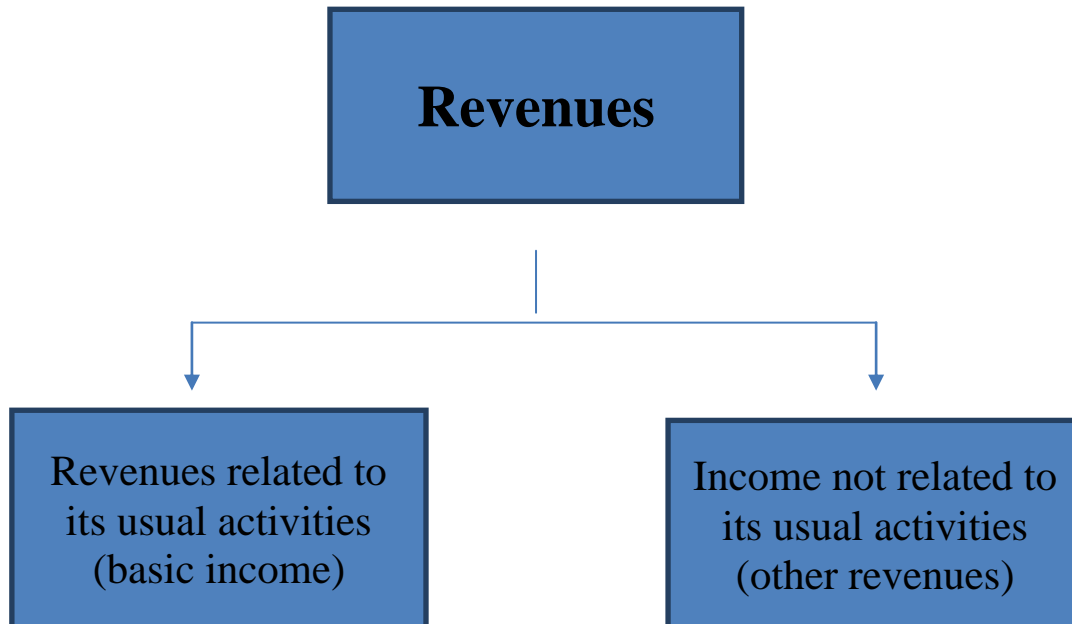 Revenues
Revenues related to
its usual activities
(basic income)
Income not related to
its usual activities
(other revenues)